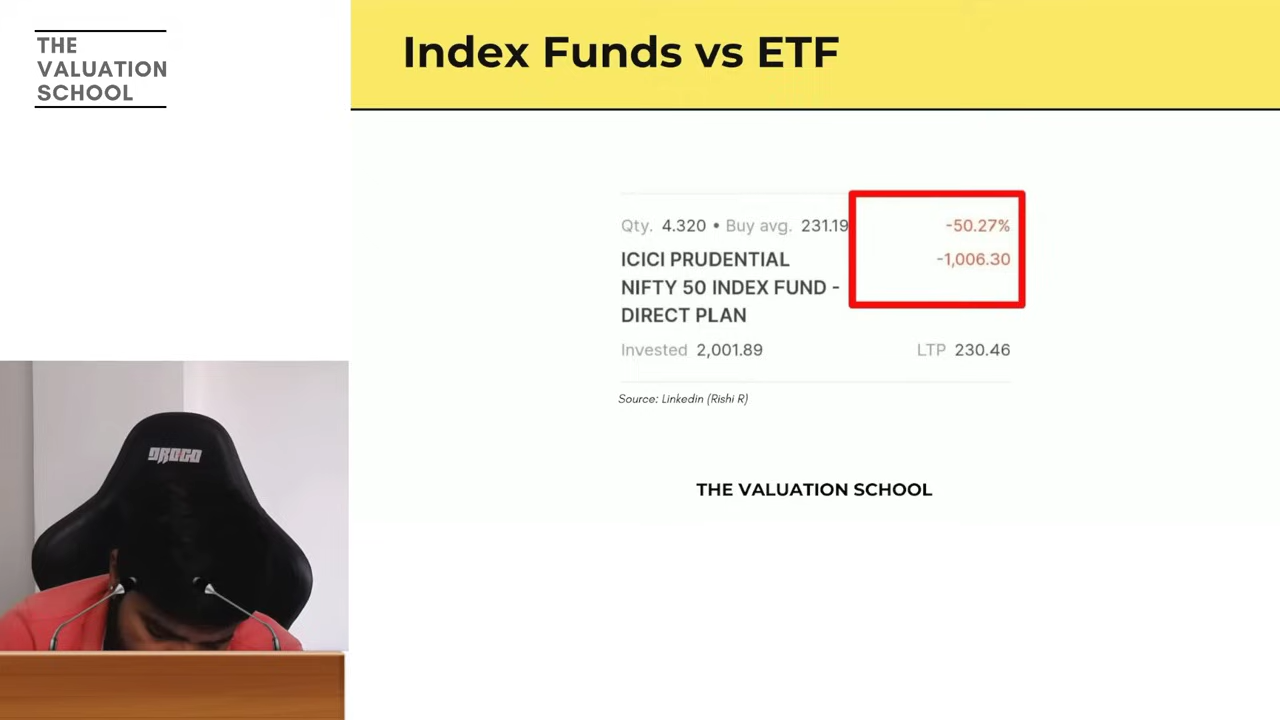 THE
VALUATION
SCHOOL
Index Funds vs ETF
Qty. 4.320 • Buy avg. 231.19
-50.27%
ICICI PRUDENTIAL
-1,006.30
NIFTY 50 INDEX FUND -
DIRECT PLAN
Invested 2,001.89
LTP 230.46
Source: Linkedin (Rishi R)
THE VALUATION SCHOOL
DROGO